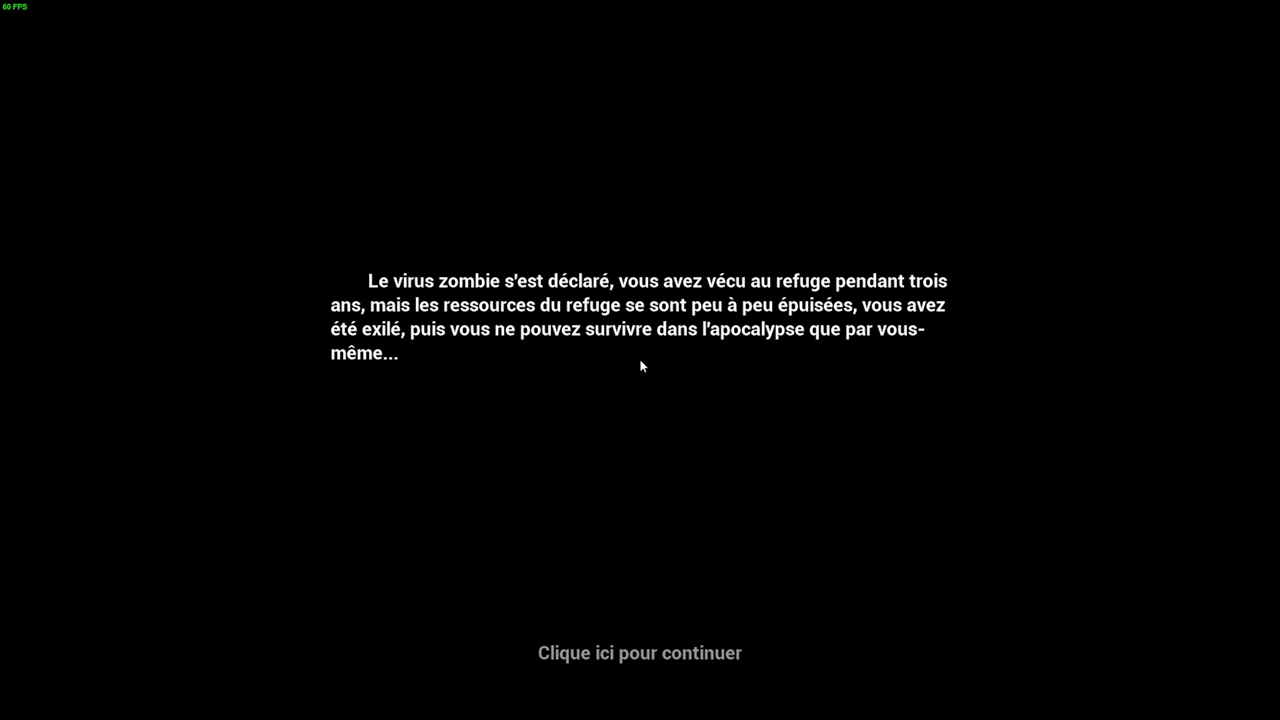 60 FPS
Le virus zombie s'est déclaré, vous avez vécu au refuge pendant trois
ans, mais les ressources du refuge se sont peu à peu épuisées, vous avez
été exilé, puis vous ne pouvez survivre dans l'apocalypse que par vous-
même...
Clique ici pour continuer